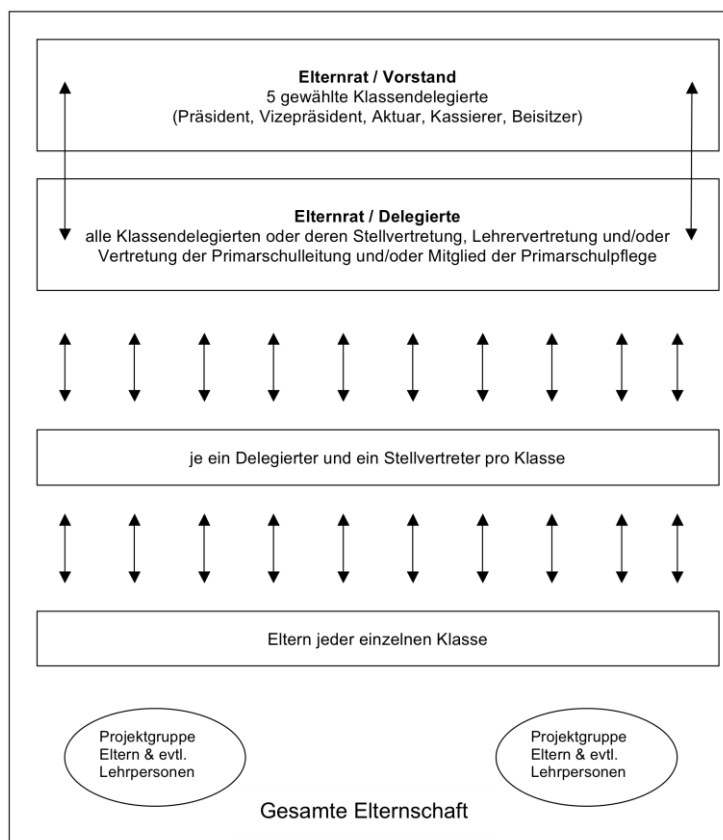 Elternrat / Vorstand
5 gewählte Klassendelegierte
(Präsident, Vizepräsident, Aktuar, Kassierer, Beisitzer)
Elternrat / Delegierte
alle Klassendelegierten oder deren Stellvertretung, Lehrervertretung und/oder
Vertretung der Primarschulleitung und/oder Mitglied der Primarschulpflege
je ein Delegierter und ein Stellvertreter pro Klasse
Eltern jeder einzelnen Klasse
Projektgruppe
Eltern & evtl.
Lehrpersonen
Projektgruppe
Eltern & evtl.
Lehrpersonen
Gesamte Elternschaft